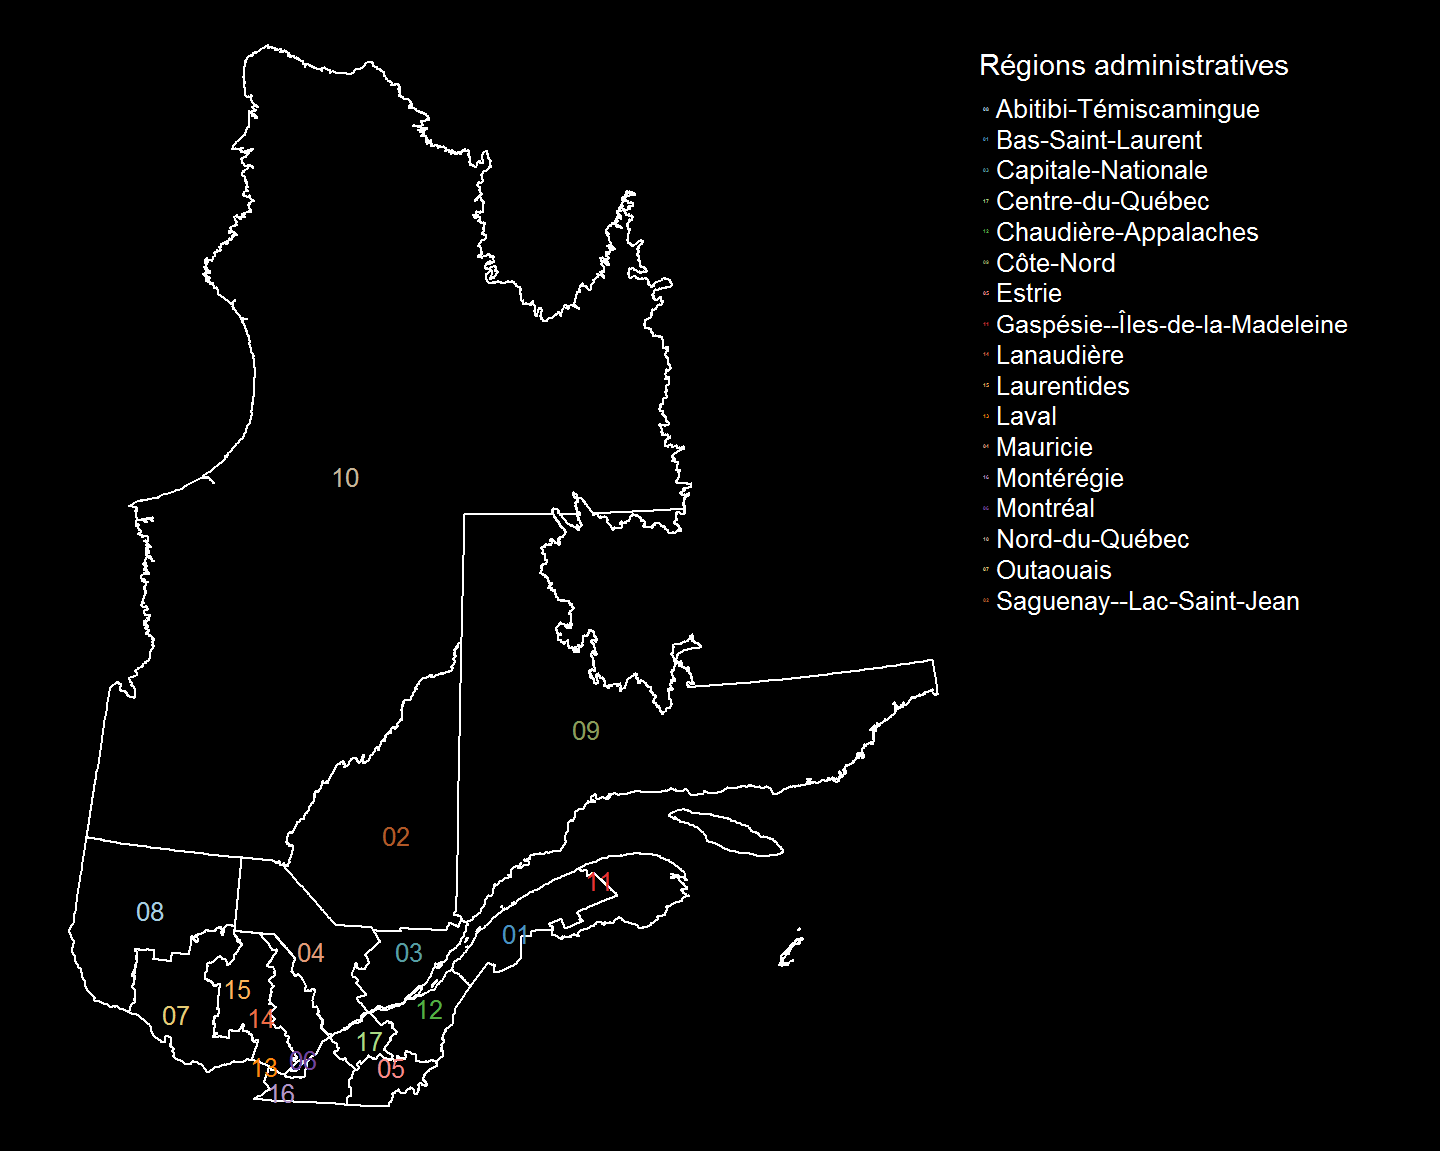 Régions administratives
Abitibi-Témiscamingue
Bas-Saint-Laurent
Capitale-Nationale
Centre-du-Québec
Chaudière-Appalaches
Côte-Nord
Estrie
Gaspésie--Îles-de-la-Madeleine
Lanaudière
Laurentides
Laval
Mauricie
Montérégie
Montréal
Nord-du-Québec
Outaouais
Saguenay--Lac-Saint-Jean
10
09
02
11
08
01
04
03
15
12
07
14
17
06
13
05
16